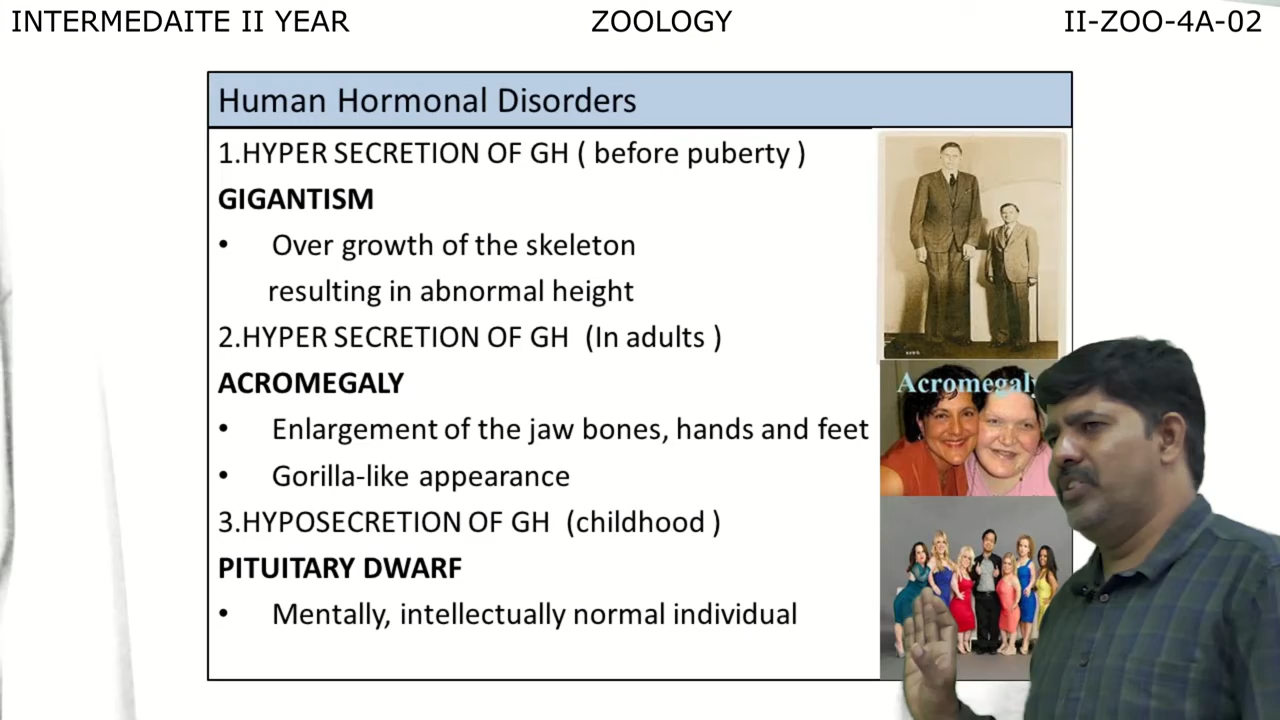 INTERMEDAITE II YEAR ZOOLOGY II-ZOO-4A-02
Human Hormonal Disorders
1.HYPER SECRETION OF GH ( before puberty )
GIGANTISM
• Over growth of the skeleton
resulting in abnormal height
2.HYPER SECRETION OF GH (In adults )
ACROMEGALY
Acromegaly
• Enlargement of the jaw bones, hands and feet
• Gorilla-like appearance
3.HYPOSECRETION OF GH (childhood )
PITUITARY DWARF
• Mentally, intellectually normal individual